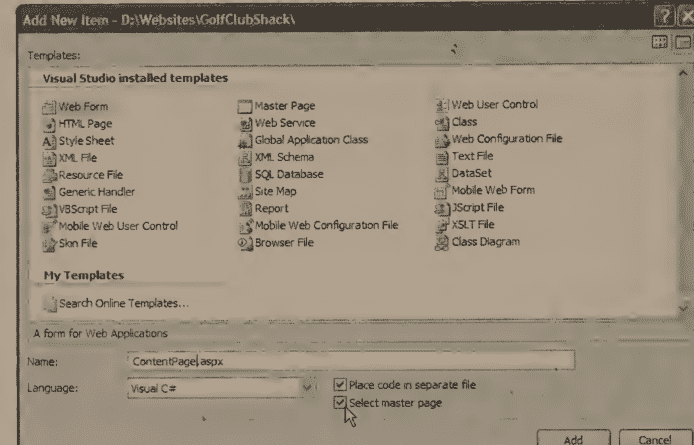 Add New Item - D:\Websites\GolfClubShack\
Templates:
Visual Studio installed templates
Web Form
HTML Page
Style Sheet
XML File
Resource File
Generic Handler
VBScript File
Mobile Web User Control
Skin File
Master Page
Web Service
Global Application Class
XML Schema
SQL Database
Site Map
Report
Mobile Web Configuration File
Browser File
Web User Control
Class
Web Configuration File
Text File
DataSet
Mobile Web Form
JScript File
XSLT File
Class Diagram
My Templates
Search Online Templates...
A form for Web Applications
Name: ContentPage.aspx
Language: Visual C#
Place code in separate file
Select master page
Add Cancel